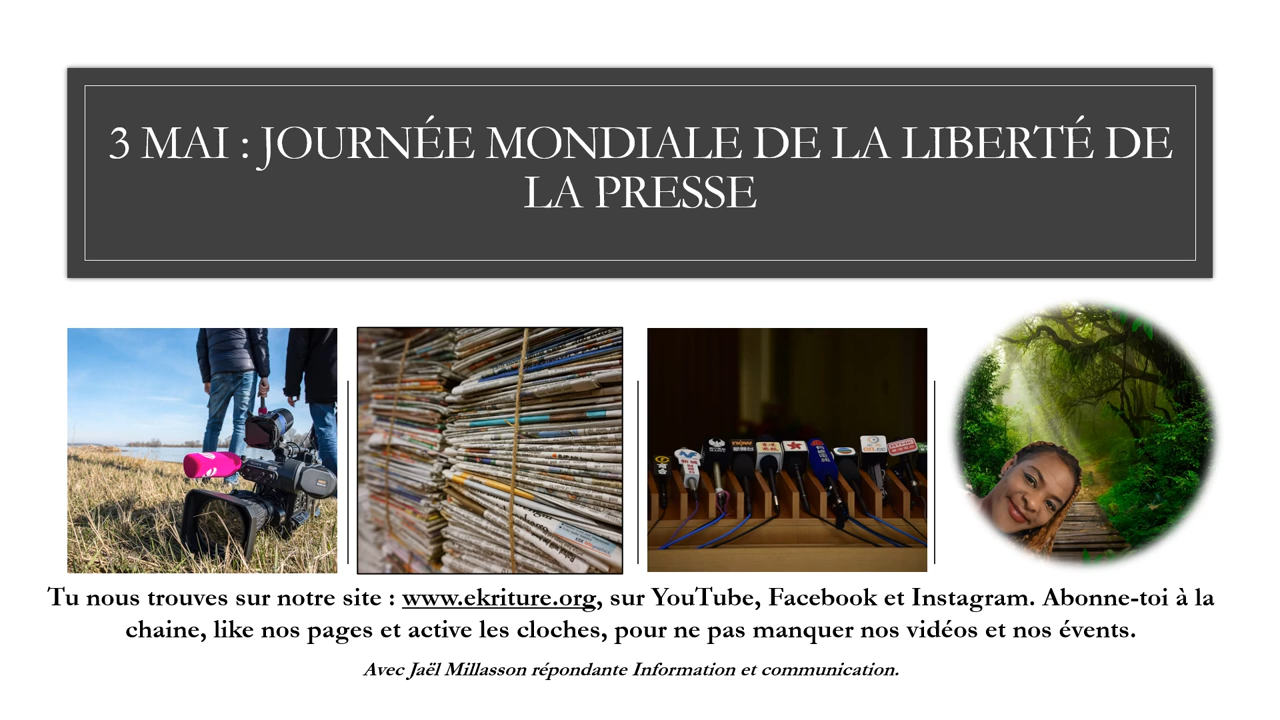 3 MAI : JOURNÉE MONDIALE DE LA LIBERTÉ DE
LA PRESSE
Tu nous trouves sur notre site : www.ekriture.org, sur YouTube, Facebook et Instagram. Abonne-toi à la
chaine, like nos pages et active les cloches, pour ne pas manquer nos vidéos et nos évents.
Avec Jaël Millasson répondante Information et communication.